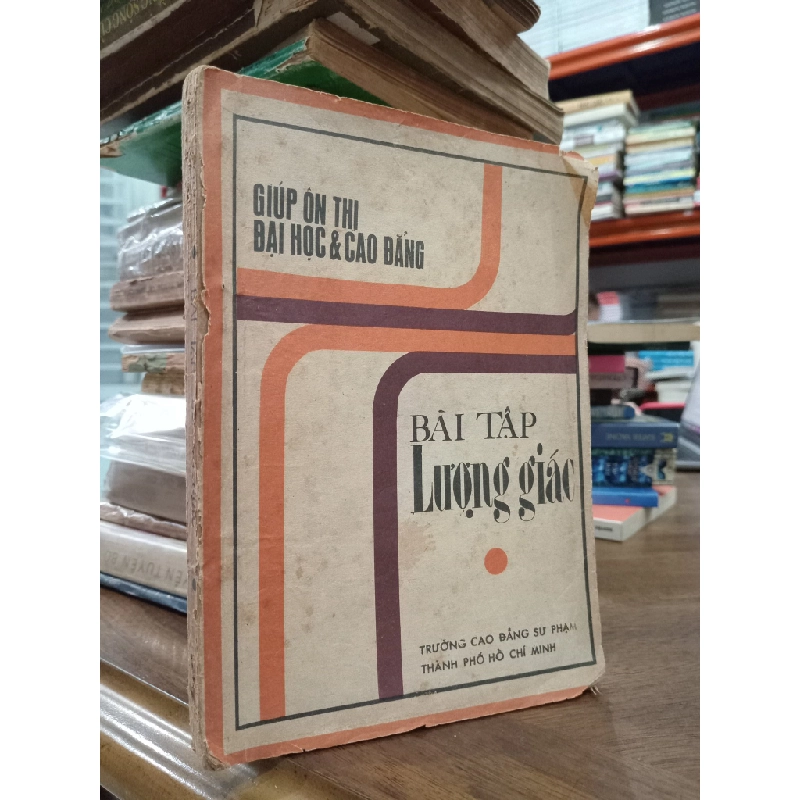 GIÚP ÔN THI
ĐẠI HỌC & CAO ĐẲNG
BÀI TẬP
Lượng giác
TRƯỜNG CAO ĐẲNG SƯ PHẠM
THÀNH PHỐ HỒ CHÍ MINH